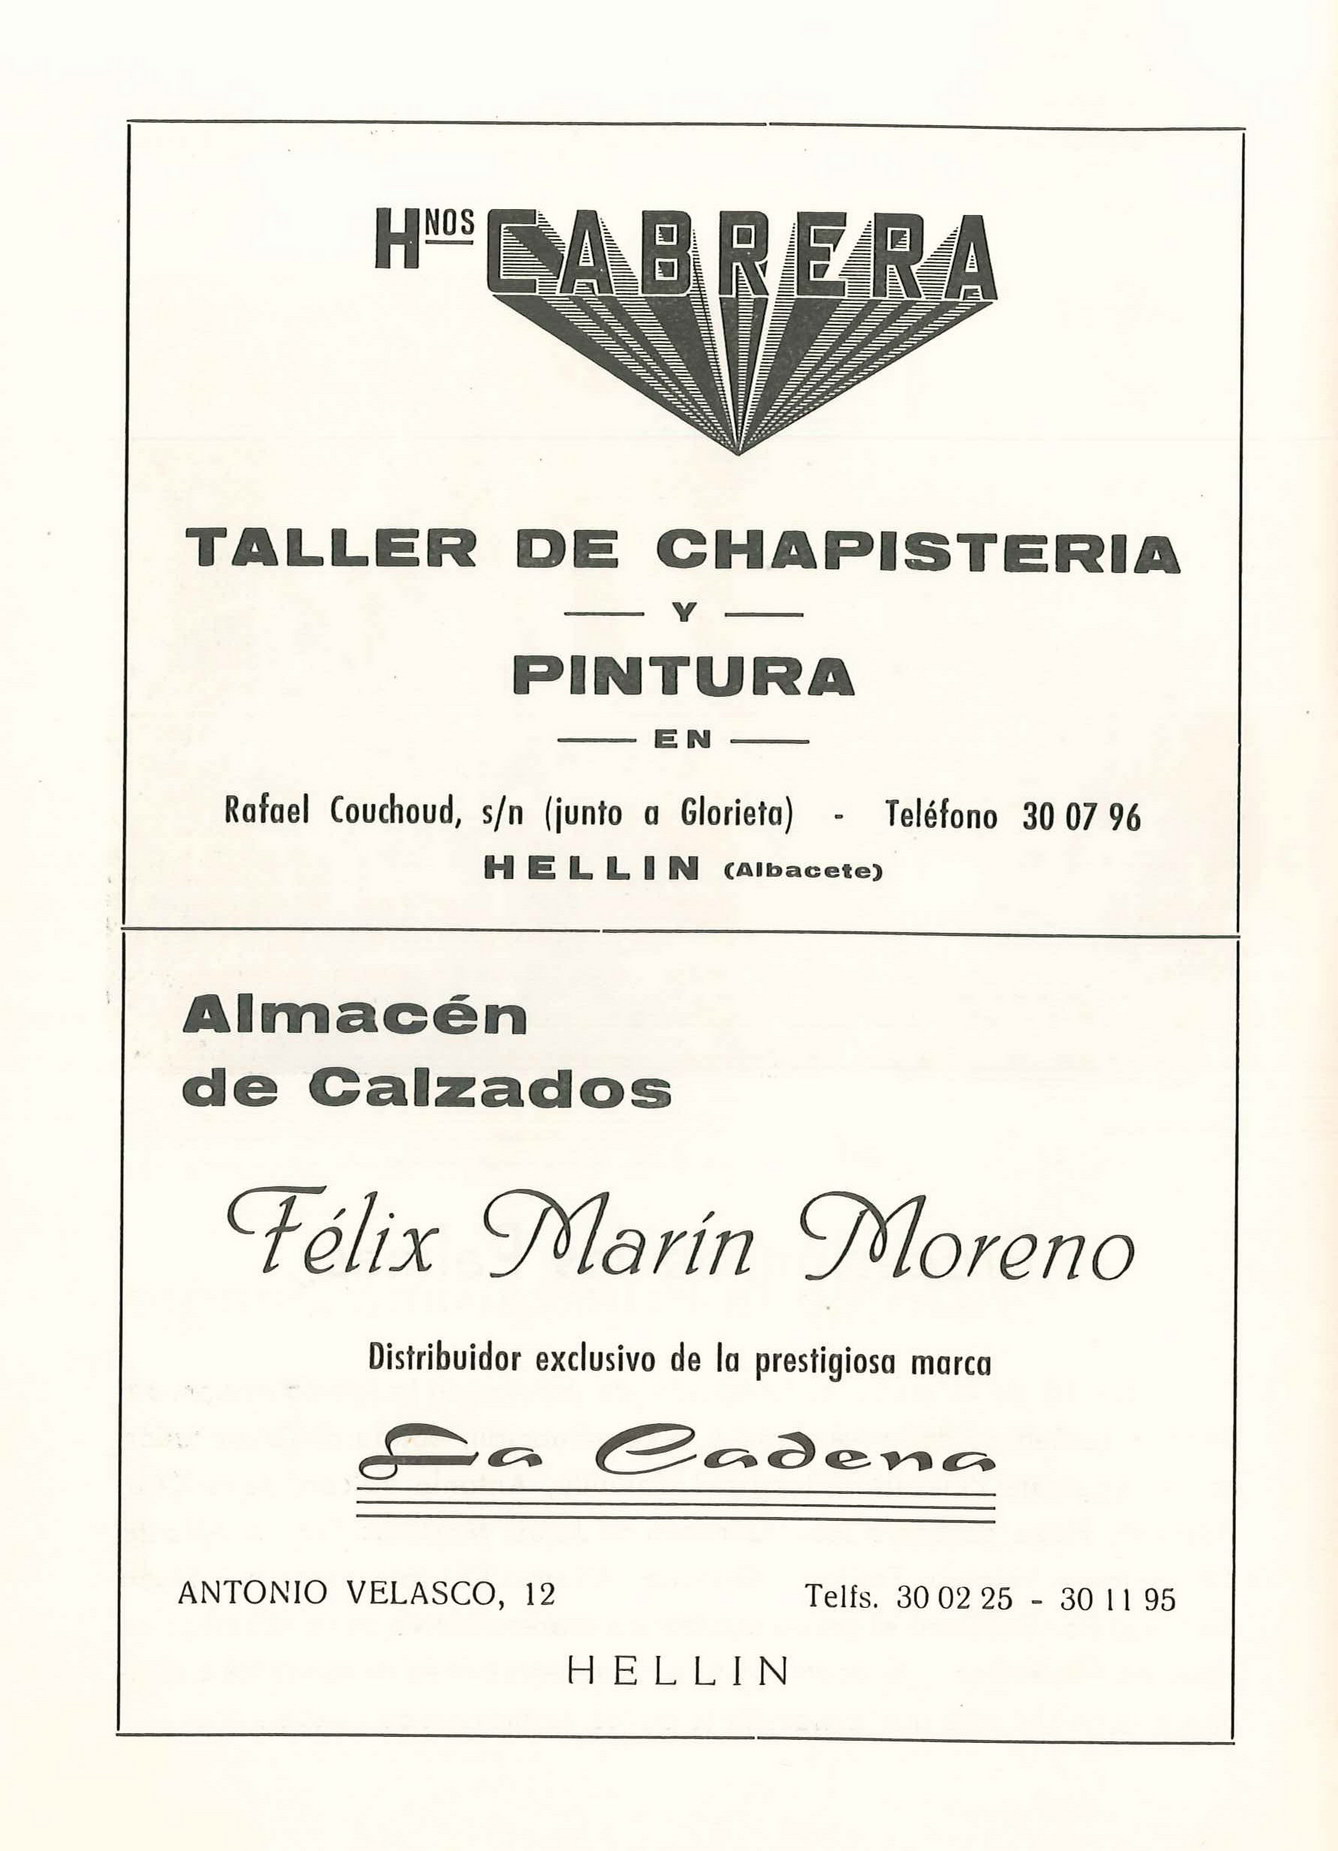 HNOS CABRERA
TALLER DE CHAPISTERIA
Y
PINTURA
EN
Rafael Couchoud, s/n (junto a Glorieta) - Teléfono 30 07 96
HELLIN (Albacete)
Almacén
de Calzados
Félix Marín Moreno
Distribuidor exclusivo de la prestigiosa marca
La Cadena
ANTONIO VELASCO, 12 Telfs. 30 02 25 - 30 11 95
HELLIN